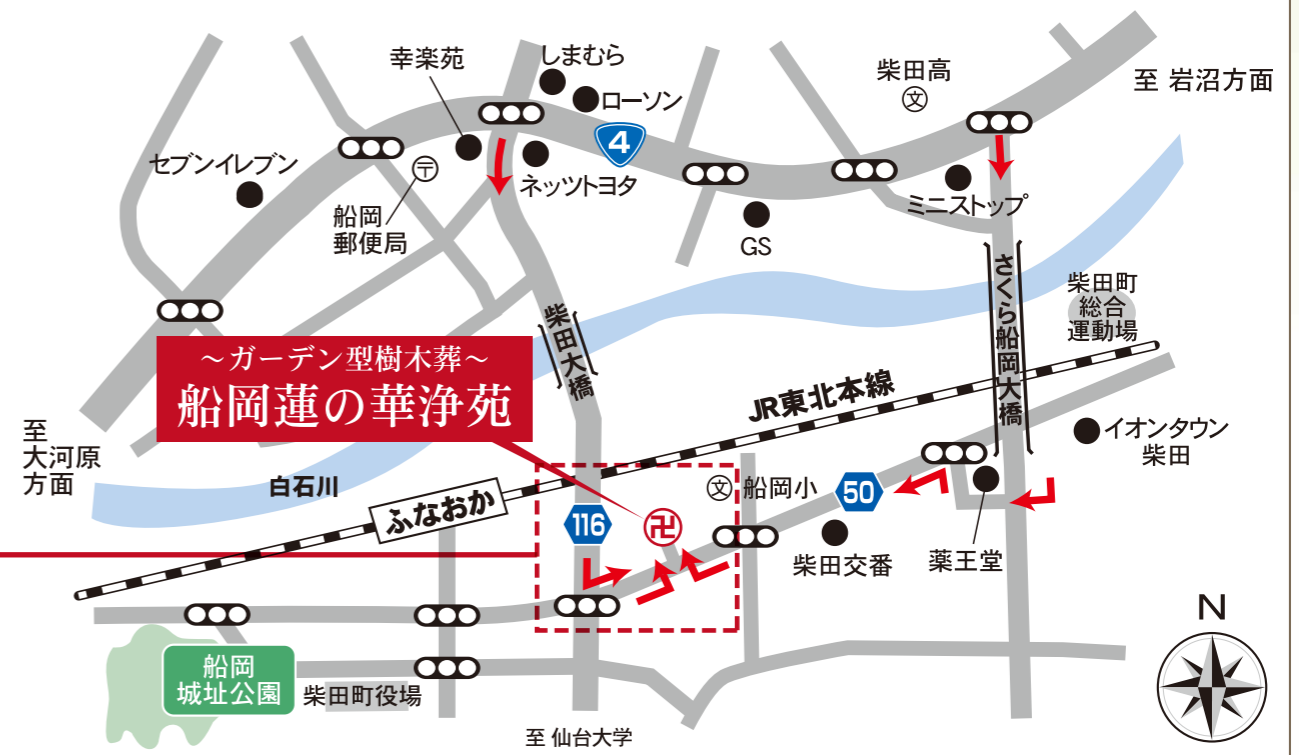 幸楽苑
しまむら
ローソン
柴田高
文
至 岩沼方面
4
セブンイレブン
〒
船岡
郵便局
ネッツトヨタ
ミニストップ
GS
さくら船岡大橋
柴田町
総合
運動場
柴田大橋
～ガーデン型樹木葬～
船岡蓮の華浄苑
JR東北本線
至
大河原
方面
白石川
ふなおか
イオンタウン
柴田
文 船岡小
50
116
卍
柴田交番
薬王堂
N
船岡
城址公園
柴田町役場
至 仙台大学